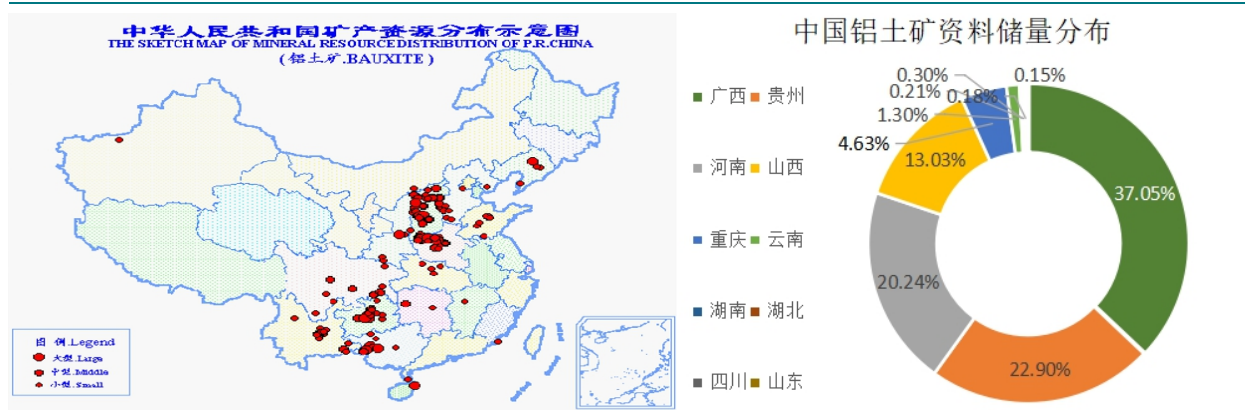 中华人民共和国矿产资源分布示意图
THE SKETCH MAP OF MINERAL RESOURCE DISTRIBUTION OF P.R.CHINA
(铝土矿.BAUXITE)
图 例.Legend
大型.Large
中型.Middle
小型.Small
中国铝土矿资料储量分布
广西 贵州
河南 山西
重庆 云南
湖南 湖北
四川 山东
0.30%
0.15%
0.21%
0.18%
1.30%
4.63%
13.03%
37.05%
20.24%
22.90%